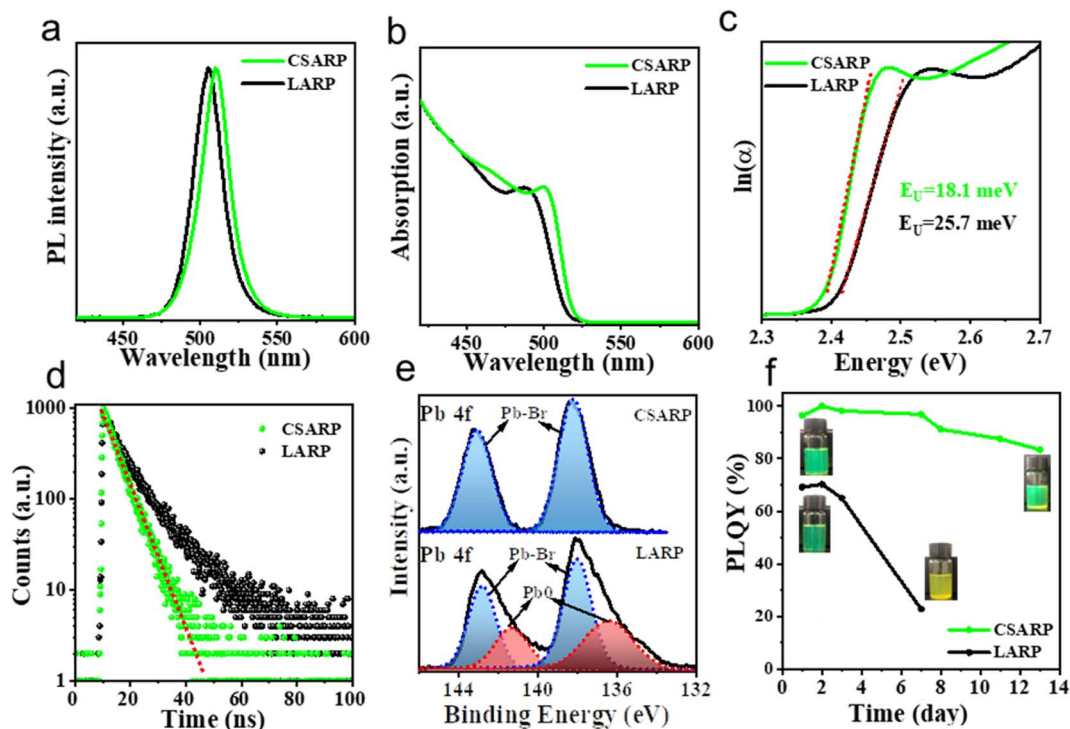 a
PL intensity (a.u.)
CSARP
LARP
450 500 550 600
Wavelength (nm)
b
Absorption (a.u.)
CSARP
LARP
450 500 550 600
Wavelength (nm)
c
ln(α)
CSARP
LARP
E_U=18.1 meV
E_U=25.7 meV
2.3 2.4 2.5 2.6 2.7
Energy (eV)
d
Counts (a.u.)
1000
100
10
1
CSARP
LARP
0 20 40 60 80 100
Time (ns)
e
Intensity (a.u.)
Pb 4f
Pb-Br
CSARP
Pb 4f
Pb-Br
LARP
Pb0
144 140 136 132
Binding Energy (eV)
f
PLQY (%)
100
80
60
40
20
0
CSARP
LARP
0 2 4 6 8 10 12 14
Time (day)